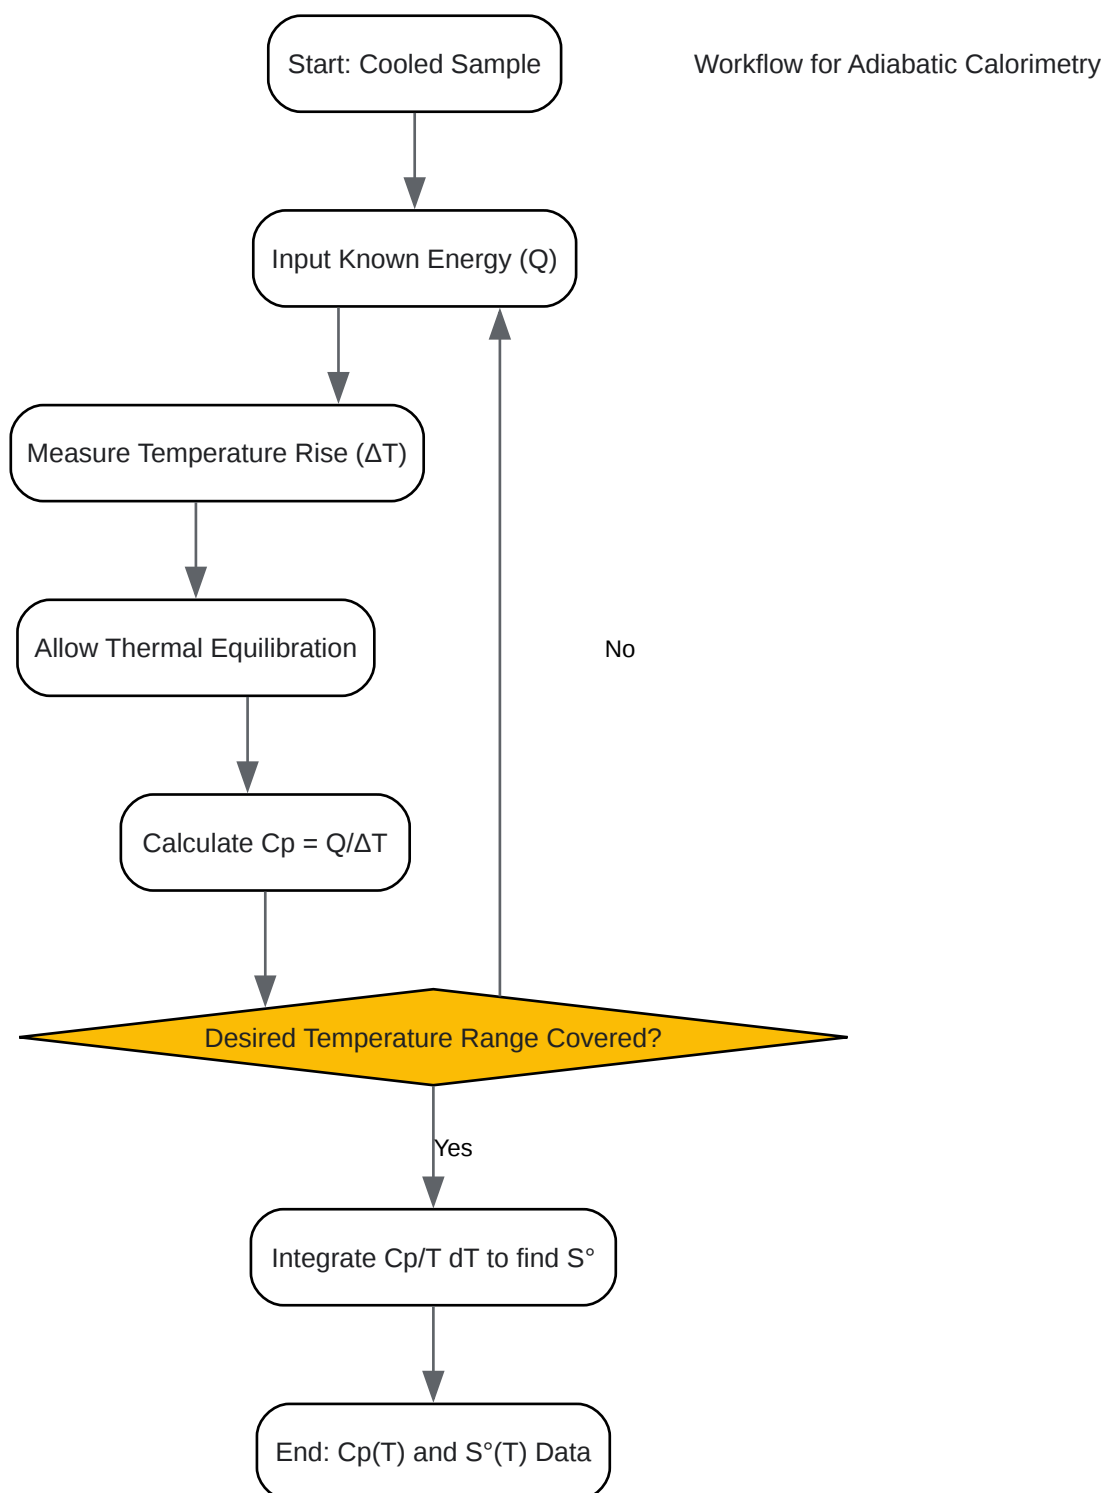 Start: Cooled Sample
Workflow for Adiabatic Calorimetry
Input Known Energy (Q)
Measure Temperature Rise (ΔT)
Allow Thermal Equilibration
No
Calculate Cp = Q/ΔT
Desired Temperature Range Covered?
Yes
Integrate Cp/T dT to find S°
End: Cp(T) and S°(T) Data